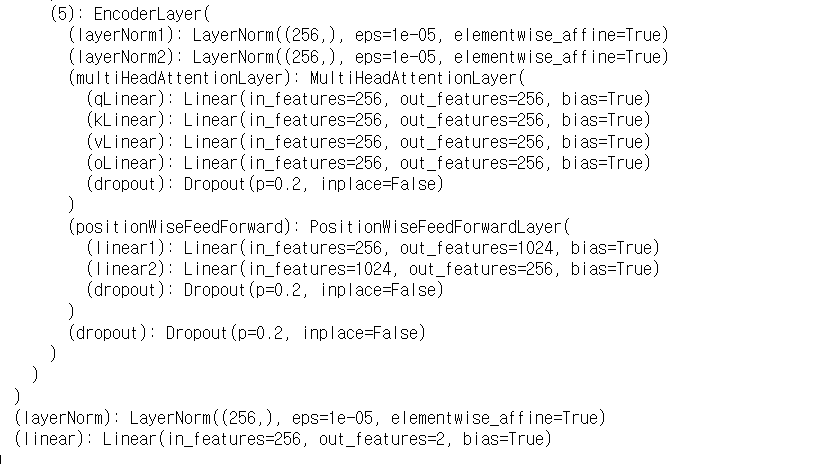 (5): EncoderLayer(
(layerNorm1): LayerNorm((256,), eps=1e-05, elementwise_affine=True)
(layerNorm2): LayerNorm((256,), eps=1e-05, elementwise_affine=True)
(multiHeadAttentionLayer): MultiHeadAttentionLayer(
(qLinear): Linear(in_features=256, out_features=256, bias=True)
(kLinear): Linear(in_features=256, out_features=256, bias=True)
(vLinear): Linear(in_features=256, out_features=256, bias=True)
(oLinear): Linear(in_features=256, out_features=256, bias=True)
(dropout): Dropout(p=0.2, inplace=False)
)
(positionWiseFeedForward): PositionWiseFeedForwardLayer(
(linear1): Linear(in_features=256, out_features=1024, bias=True)
(linear2): Linear(in_features=1024, out_features=256, bias=True)
(dropout): Dropout(p=0.2, inplace=False)
)
(dropout): Dropout(p=0.2, inplace=False)
)
)
)
(layerNorm): LayerNorm((256,), eps=1e-05, elementwise_affine=True)
(linear): Linear(in_features=256, out_features=2, bias=True)